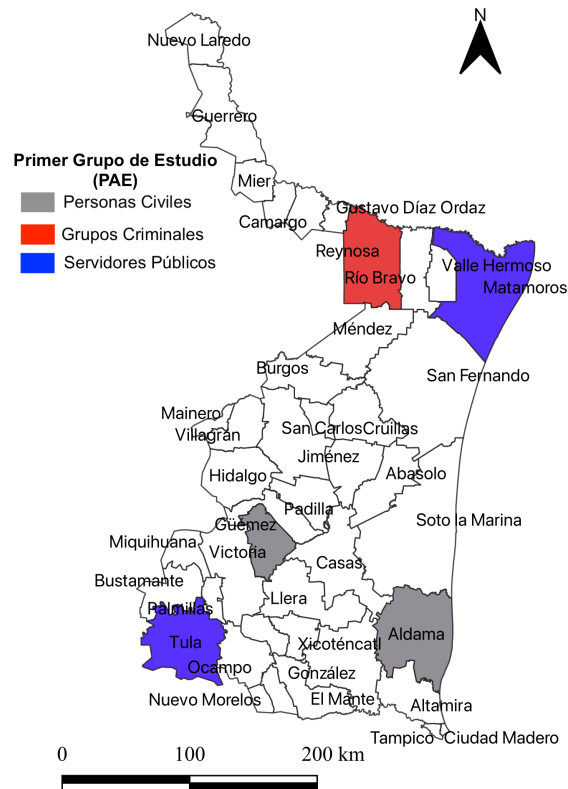 N
Nuevo Laredo
Guerrero
Primer Grupo de Estudio
(PAE)
Personas Civiles
Grupos Criminales
Servidores Públicos
Mier
Gustavo Díaz Ordaz
Camargo
Reynosa
Valle Hermoso
Río Bravo
Matamoros
Méndez
Burgos
San Fernando
Mainero
San Carlos
Cruillas
Villagrán
Jiménez
Hidalgo
Abasolo
Padilla
Güémez
Soto la Marina
Miquihuana
Victoria
Casas
Bustamante
Llera
Palmillas
Aldama
Tula
Xicoténcatl
Ocampo
González
Nuevo Morelos
El Mante
Altamira
Tampico
Ciudad Madero
0
100
200 km